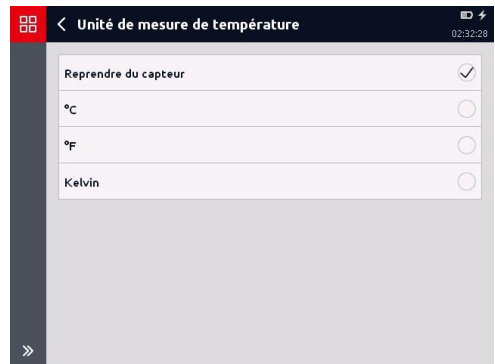 Unité de mesure de température
02:32:28
Reprendre du capteur
°C
°F
Kelvin